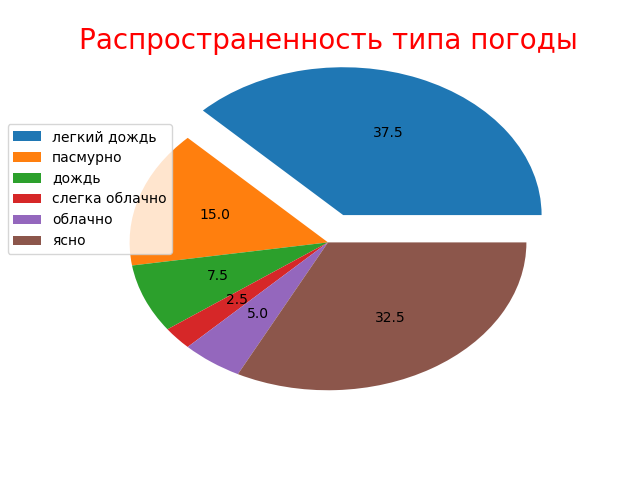 Распространенность типа погоды
легкий дождь
пасмурно
дождь
слегка облачно
облачно
ясно
37.5
15.0
7.5
2.5
5.0
32.5